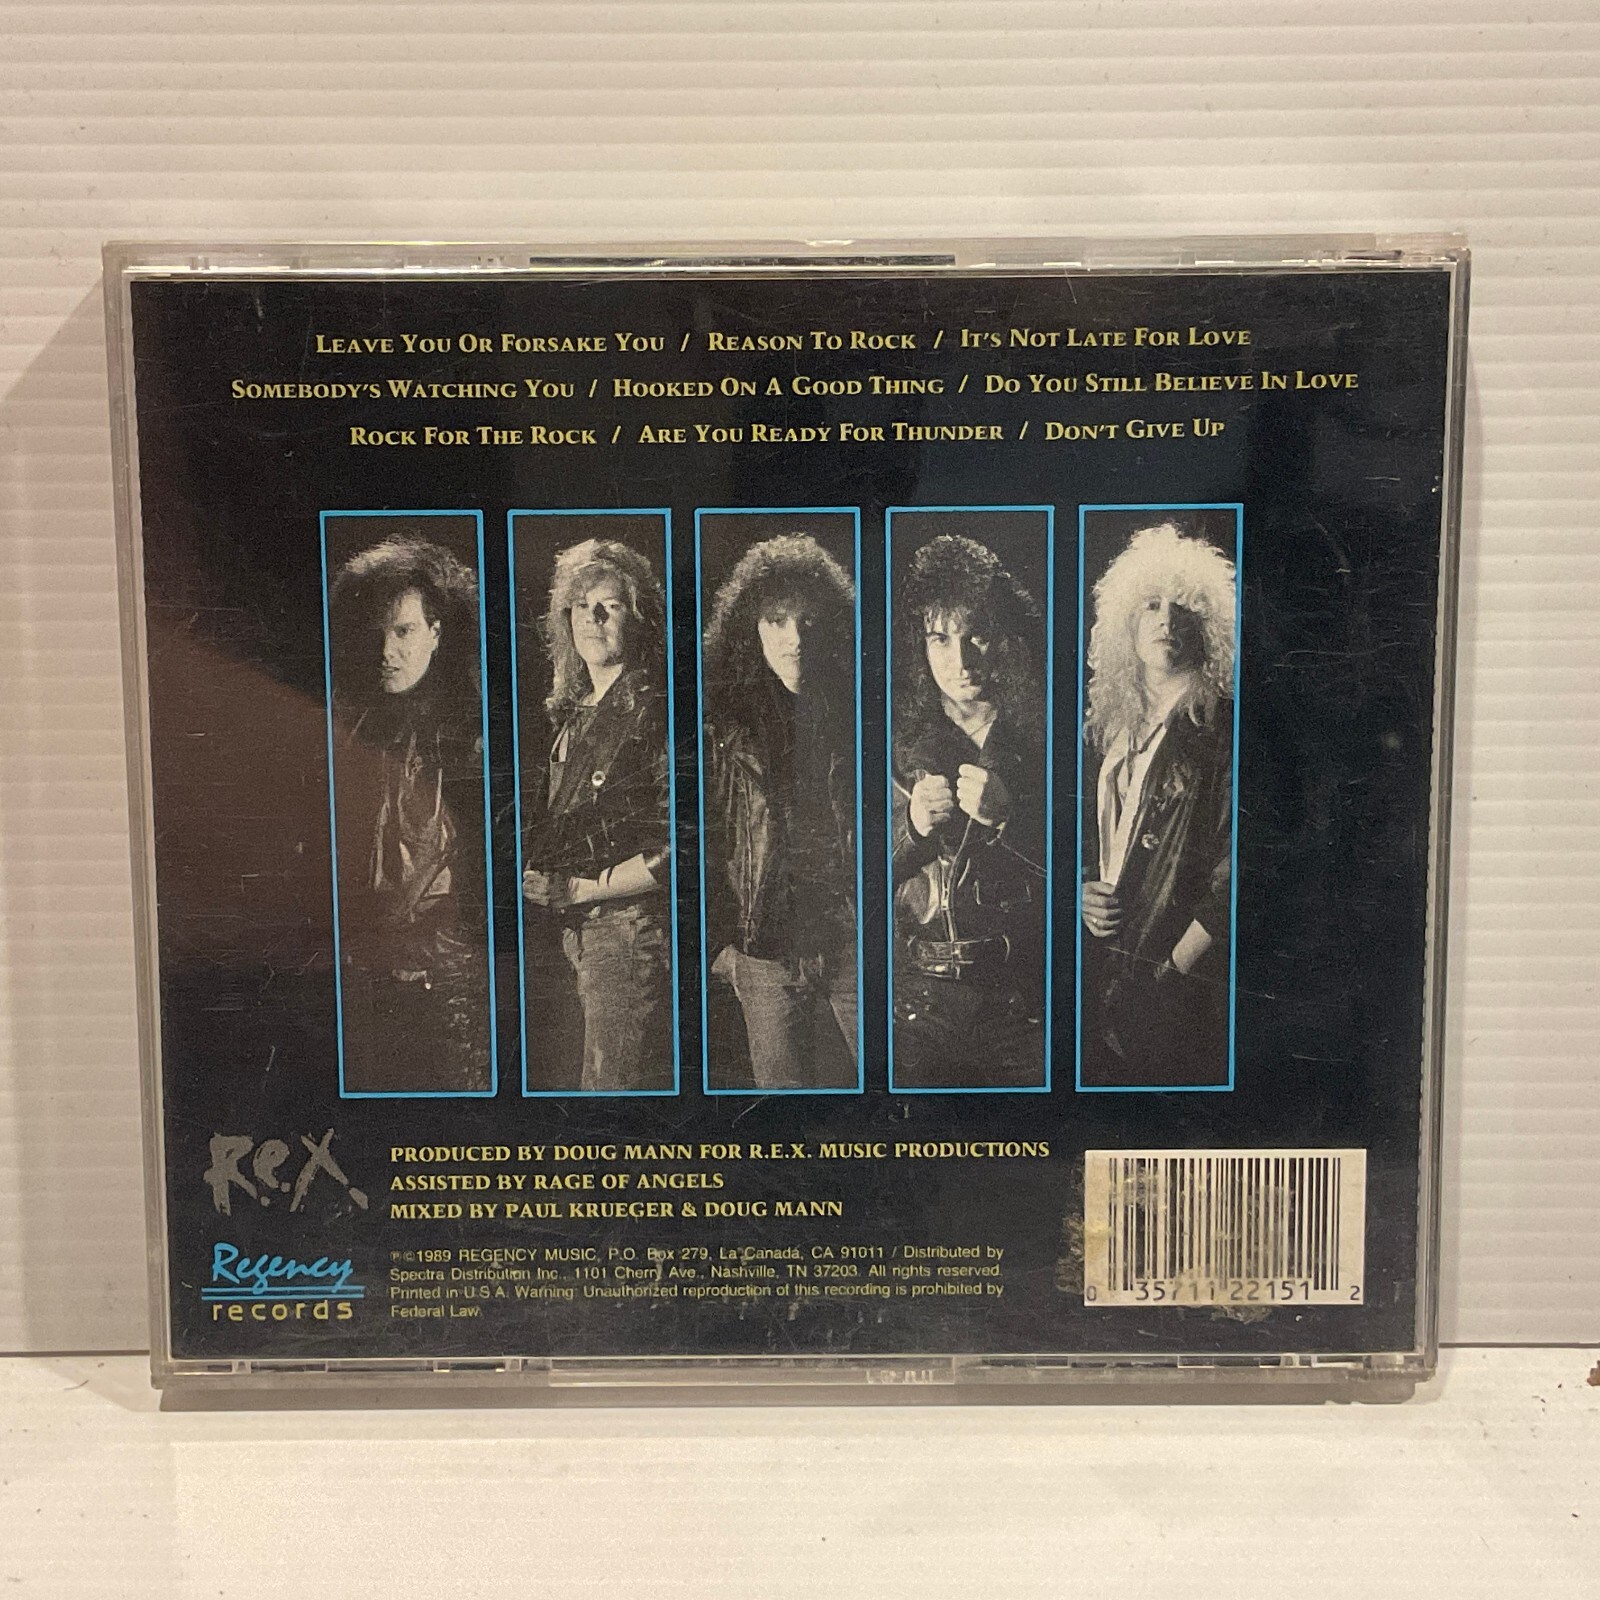 LEAVE YOU OR FORSAKE YOU / REASON TO ROCK / IT'S NOT LATE FOR LOVE
SOMEBODY'S WATCHING YOU / HOOKED ON A GOOD THING / DO YOU STILL BELIEVE IN LOVE
ROCK FOR THE ROCK / ARE YOU READY FOR THUNDER / DON'T GIVE UP
R.e.X.
PRODUCED BY DOUG MANN FOR R.E.X. MUSIC PRODUCTIONS
ASSISTED BY RAGE OF ANGELS
MIXED BY PAUL KRUEGER & DOUG MANN
Regency
records
℗©1989 REGENCY MUSIC, P.O. Box 279, La Canada, CA 91011 / Distributed by
Spectra Distribution Inc., 1101 Cherry Ave., Nashville, TN 37203. All rights reserved.
Printed in U.S.A. Warning: Unauthorized reproduction of this recording is prohibited by
Federal Law.
0 35711 22151 2